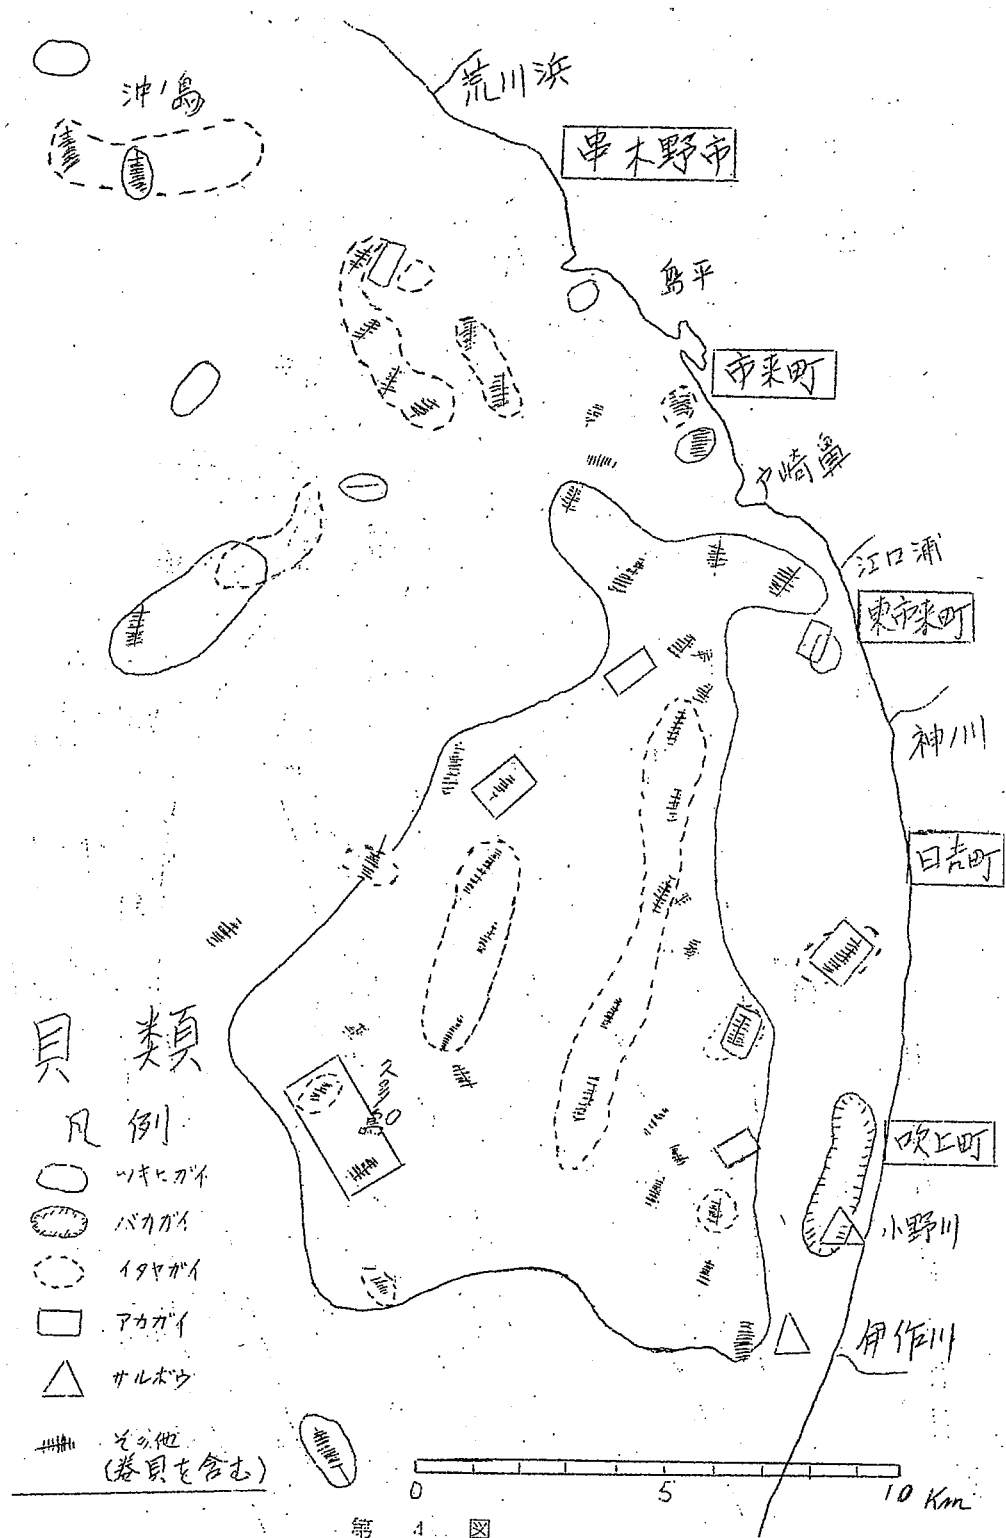 荒川浜
沖ノ島
串木野市
島平
市来町
戸崎鼻
江口浦
東市来町
神ノ川
日吉町
久多島
吹上町
小野川
伊作川
貝類
凡例
ツキヒガイ
バカガイ
イタヤガイ
アカガイ
サルボウ
その他
(巻貝を含む)
0 5 10 Km
第 4 図